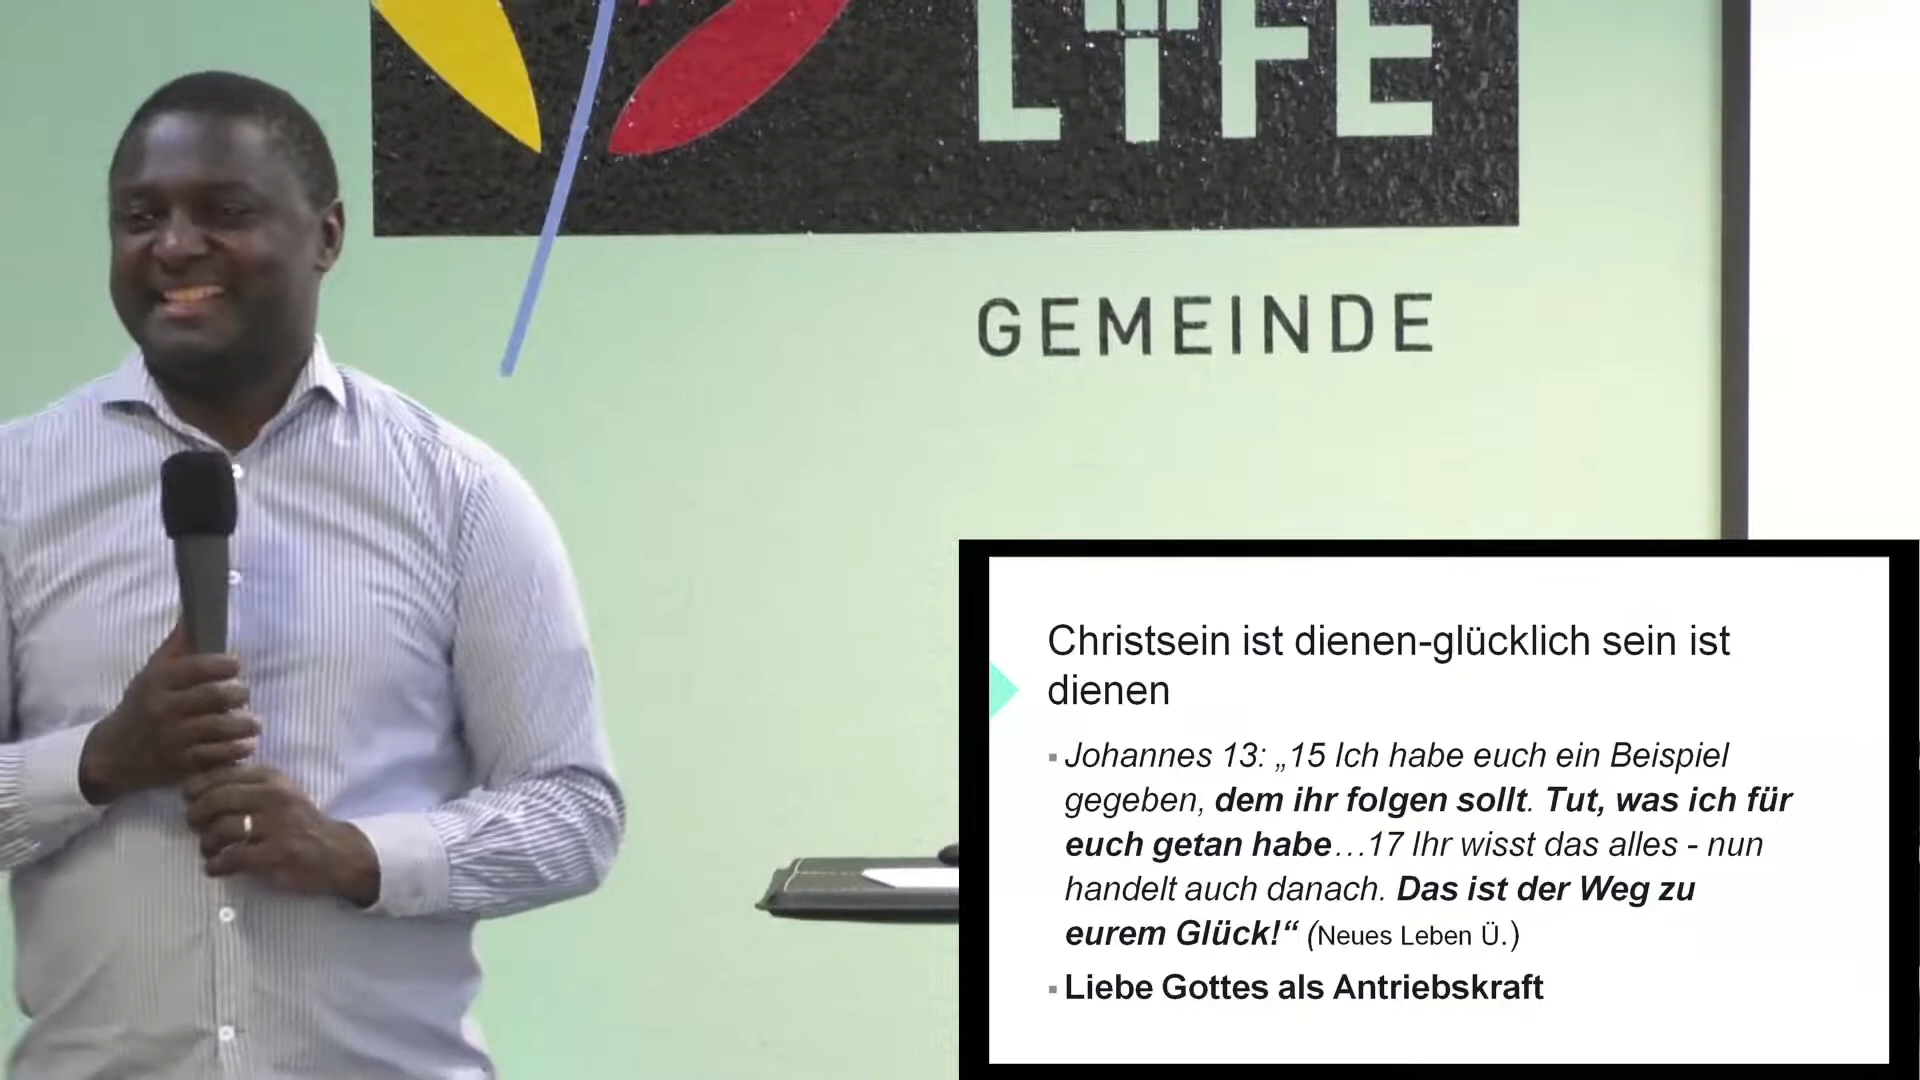 LIFE
GEMEINDE
Christsein ist dienen-glücklich sein ist
dienen
▪ Johannes 13: „15 Ich habe euch ein Beispiel
gegeben, dem ihr folgen sollt. Tut, was ich für
euch getan habe…17 Ihr wisst das alles - nun
handelt auch danach. Das ist der Weg zu
eurem Glück!“ (Neues Leben Ü.)
▪ Liebe Gottes als Antriebskraft